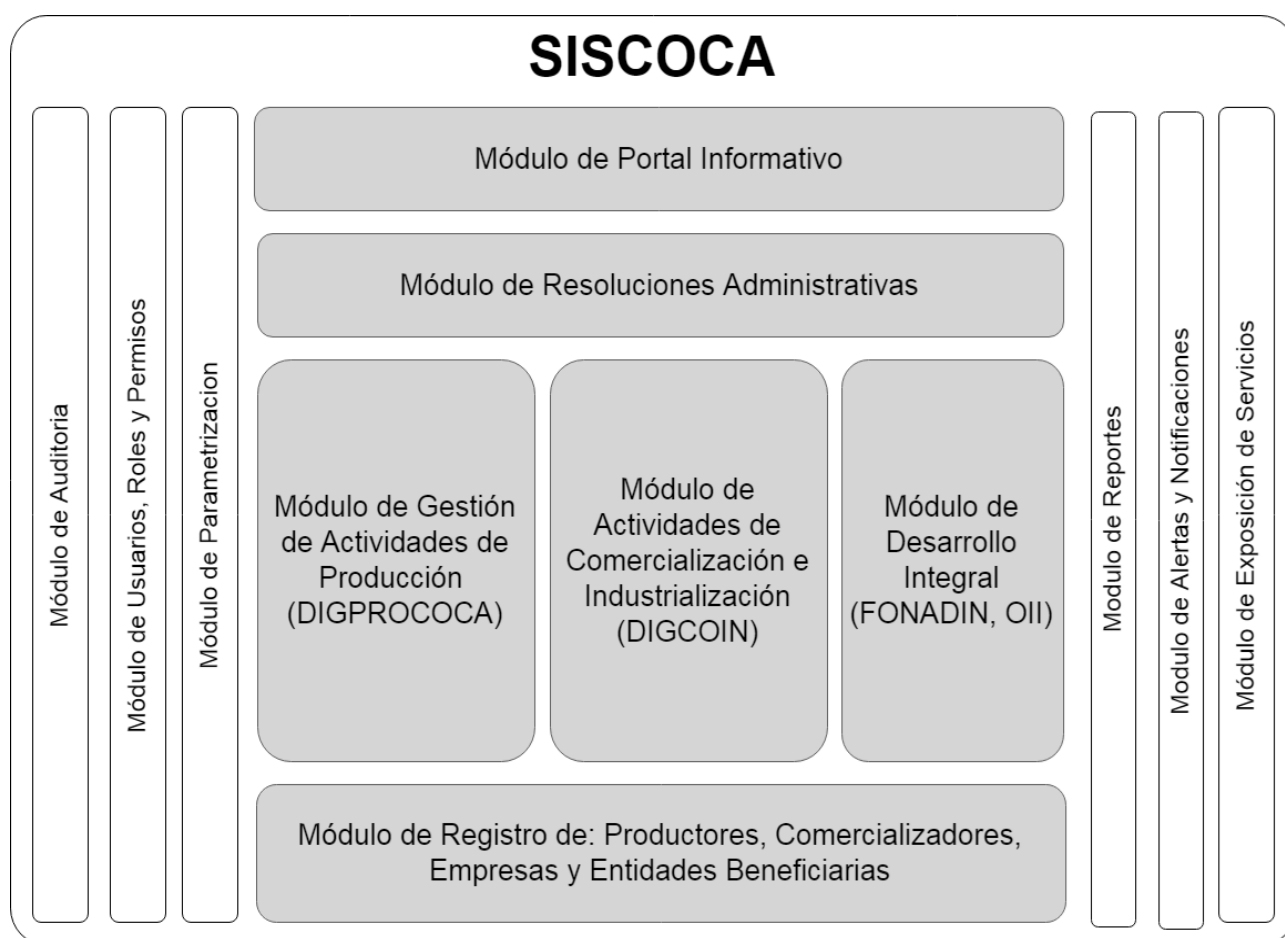 SISCOCA
Módulo de Auditoria
Módulo de Usuarios, Roles y Permisos
Módulo de Parametrizacion
Módulo de Portal Informativo
Módulo de Resoluciones Administrativas
Módulo de Gestión
de Actividades de
Producción
(DIGPROCOCA)
Módulo de
Actividades de
Comercialización e
Industrialización
(DIGCOIN)
Módulo de
Desarrollo
Integral
(FONADIN, OII)
Módulo de Registro de: Productores, Comercializadores,
Empresas y Entidades Beneficiarias
Modulo de Reportes
Modulo de Alertas y Notificaciones
Módulo de Exposición de Servicios